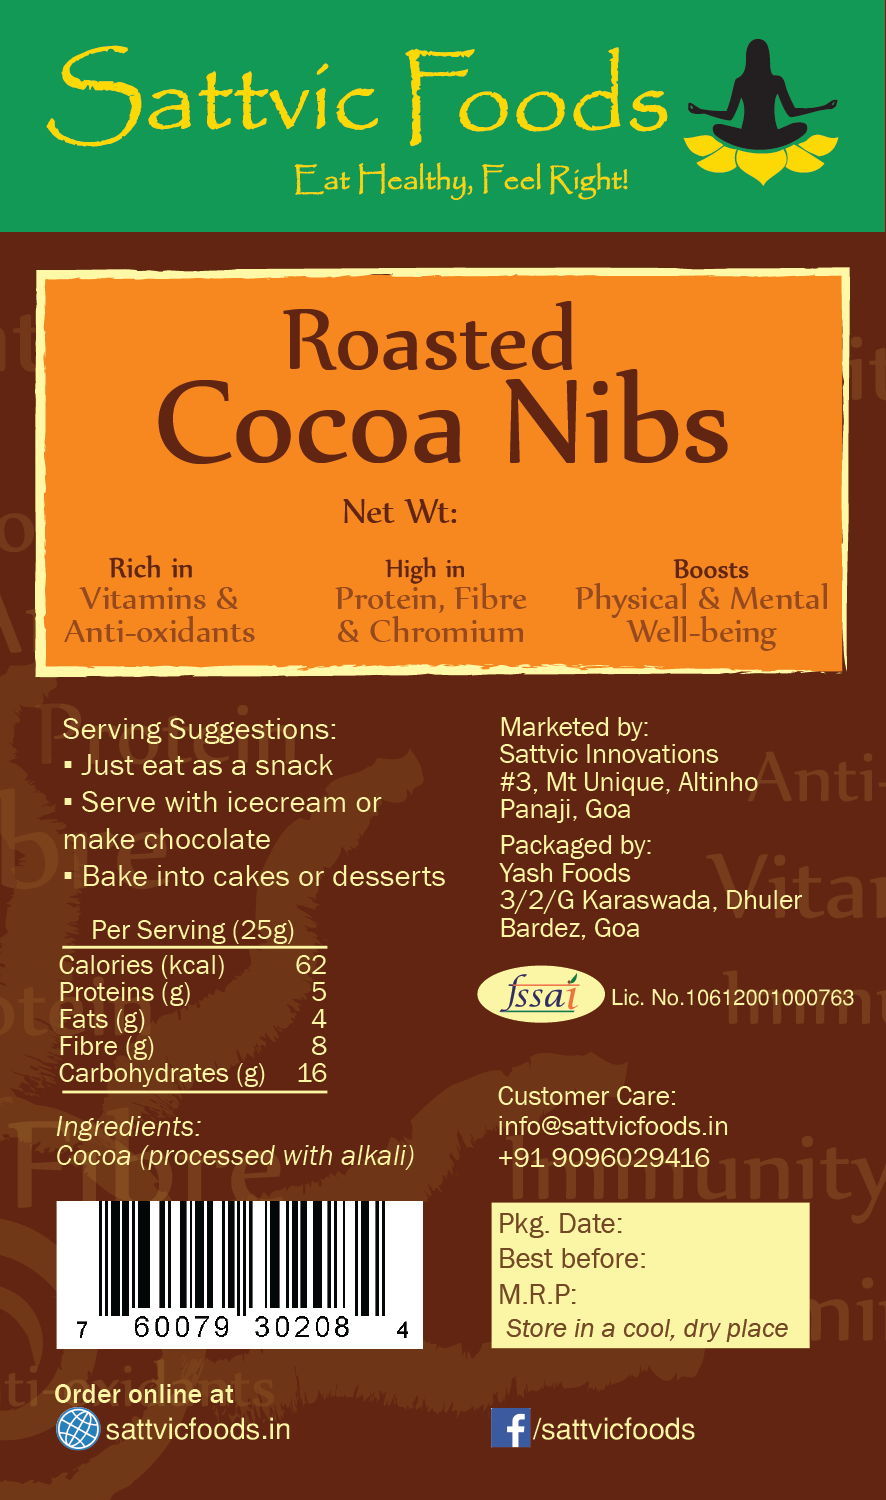 Sattvic Foods
Eat Healthy, Feel Right!
Roasted
Cocoa Nibs
Net Wt:
Rich in
Vitamins &
Anti-oxidants
High in
Protein, Fibre
& Chromium
Boosts
Physical & Mental
Well-being
Serving Suggestions:
▪ Just eat as a snack
▪ Serve with icecream or
make chocolate
▪ Bake into cakes or desserts
Per Serving (25g)
Calories (kcal) 62
Proteins (g) 5
Fats (g) 4
Fibre (g) 8
Carbohydrates (g) 16
Ingredients:
Cocoa (processed with alkali)
7 60079 30208 4
Order online at
sattvicfoods.in
Marketed by:
Sattvic Innovations
#3, Mt Unique, Altinho
Panaji, Goa
Packaged by:
Yash Foods
3/2/G Karaswada, Dhuler
Bardez, Goa
fssai Lic. No.10612001000763
Customer Care:
info@sattvicfoods.in
+91 9096029416
Pkg. Date:
Best before:
M.R.P:
Store in a cool, dry place
f /sattvicfoods
Protein
Anti-
Fibre
Immunity